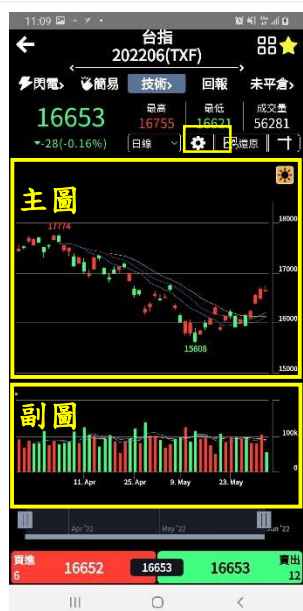 11:09
台指
202206(TXF)
閃電› 簡易 技術› 回報 未平倉›
16653 最高 最低 成交量
16755 16621 56281
-28(-0.16%) 日線 還原
主圖
18000
17774
17000
16000
15608
15000
副圖
100k
0
11. Apr 25. Apr 9. May 23. May
Apr '22 May '22 Jun '22
買進 賣出
6 16652 16653 16653 12